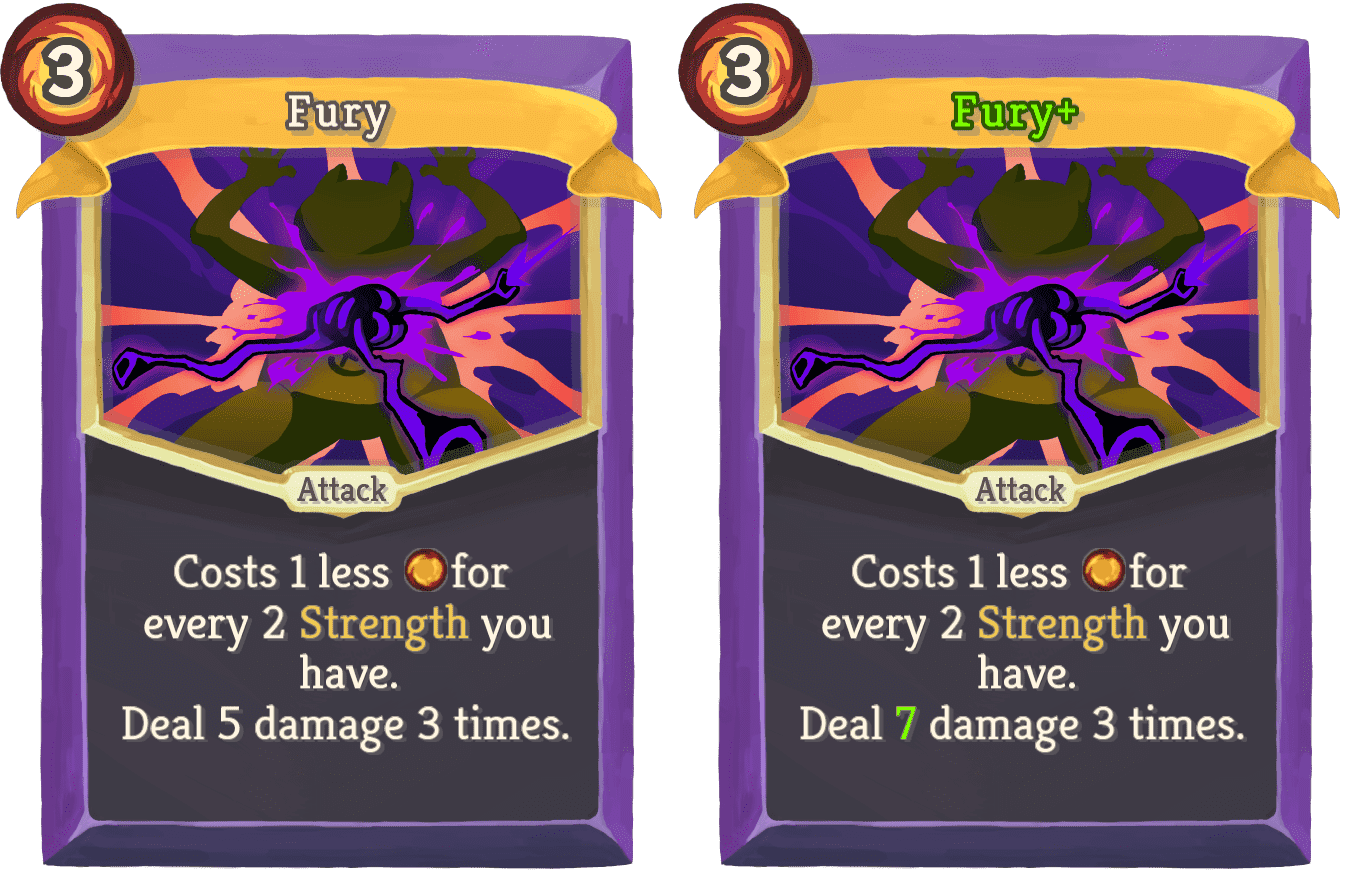 3
Fury
Attack
Costs 1 less for
every 2 Strength you
have.
Deal 5 damage 3 times.
3
Fury+
Attack
Costs 1 less for
every 2 Strength you
have.
Deal 7 damage 3 times.